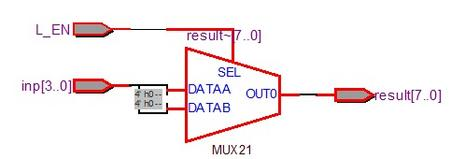 L_EN
result~[7..0]
SEL
inp[3..0]
4' h0--
4' h0--
DATAA
DATAB
OUT0
result[7..0]
MUX21